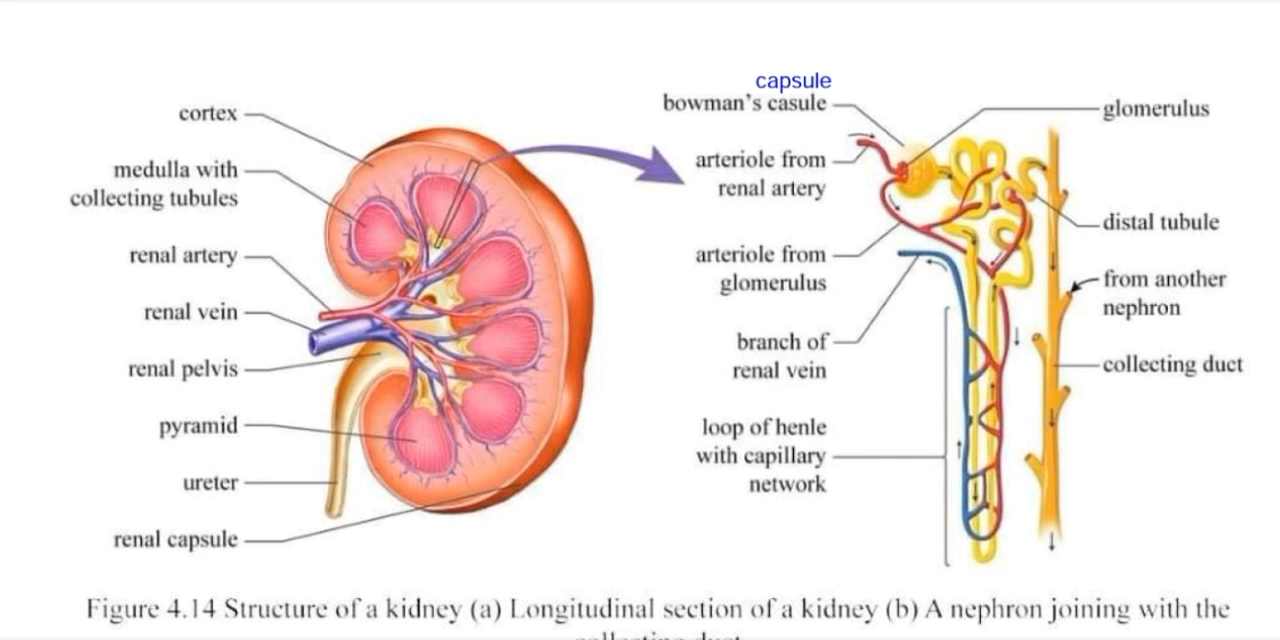 cortex
medulla with
collecting tubules
renal artery
renal vein
renal pelvis
pyramid
ureter
renal capsule
capsule
bowman's casule
arteriole from
renal artery
arteriole from
glomerulus
branch of
renal vein
loop of henle
with capillary
network
glomerulus
distal tubule
from another
nephron
collecting duct
Figure 4.14 Structure of a kidney (a) Longitudinal section of a kidney (b) A nephron joining with the